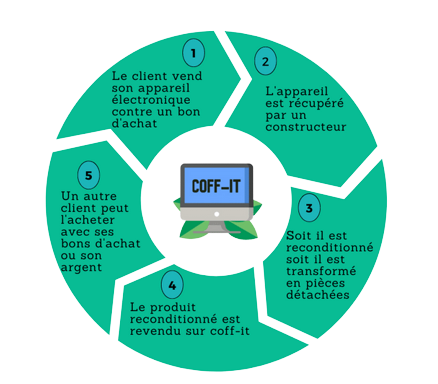 1
Le client vend
son appareil
électronique
contre un bon
d'achat
2
L'appareil
est récupéré
par un
constructeur
3
Soit il est
reconditionné
soit il est
transformé
en pièces
détachées
4
Le produit
reconditionné est
revendu sur coff-it
5
Un autre
client peut
l'acheter
avec ses
bons d'achat
ou son
argent
COFF-IT